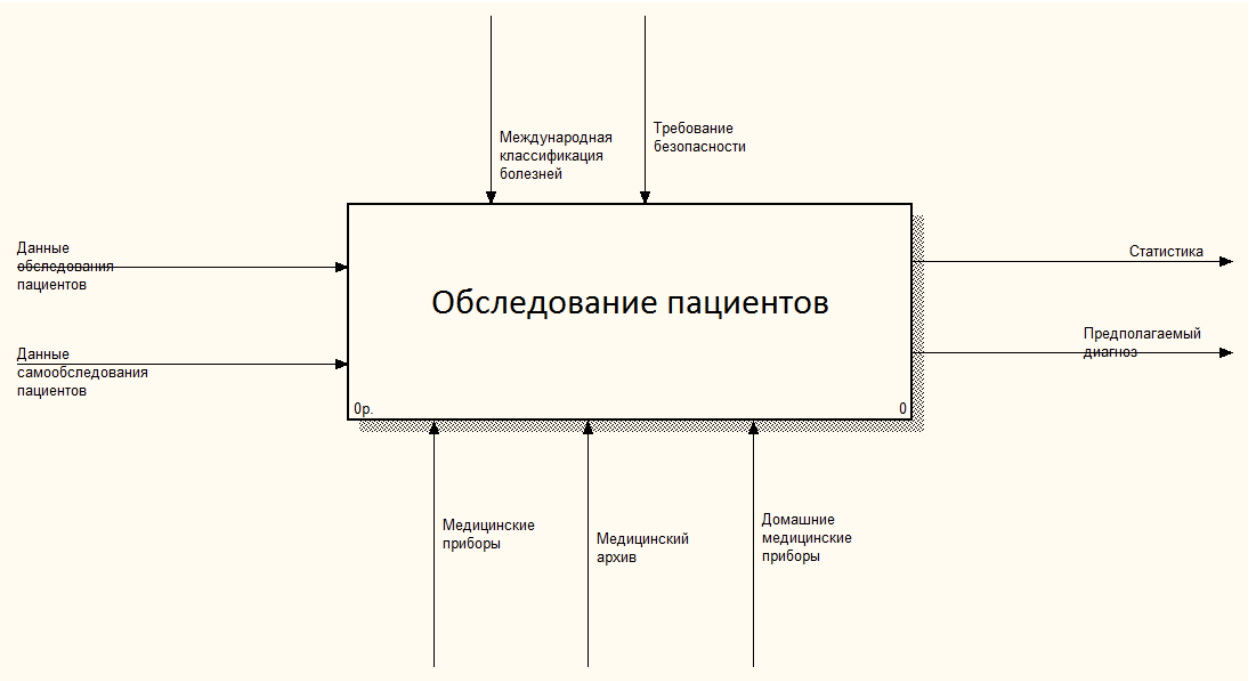 Международная
классификация
болезней
Требование
безопасности
Данные
обследования
пациентов
Данные
самообследования
пациентов
Обследование пациентов
0р.
0
Статистика
Предполагаемый
диагноз
Медицинские
приборы
Медицинский
архив
Домашние
медицинские
приборы